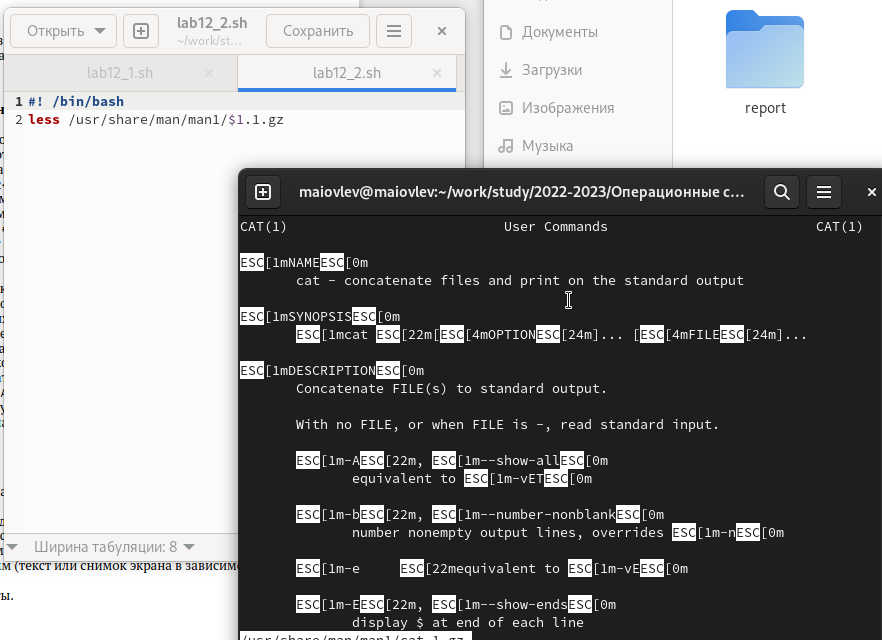 Открыть
lab12_2.sh
~/work/st...
Сохранить
lab12_1.sh
lab12_2.sh
1 #! /bin/bash
2 less /usr/share/man/man1/$1.1.gz
Ширина табуляции: 8
Документы
Загрузки
Изображения
Музыка
report
maiovlev@maiovlev:~/work/study/2022-2023/Операционные с...
CAT(1) User Commands CAT(1)
ESC[1mNAMEESC[0m
cat - concatenate files and print on the standard output
ESC[1mSYNOPSISESC[0m
ESC[1mcat ESC[22m[ESC[4mOPTIONESC[24m]... [ESC[4mFILEESC[24m]...
ESC[1mDESCRIPTIONESC[0m
Concatenate FILE(s) to standard output.
With no FILE, or when FILE is -, read standard input.
ESC[1m-AESC[22m, ESC[1m--show-allESC[0m
equivalent to ESC[1m-vETESC[0m
ESC[1m-bESC[22m, ESC[1m--number-nonblankESC[0m
number nonempty output lines, overrides ESC[1m-nESC[0m
ESC[1m-e ESC[22mequivalent to ESC[1m-vEESC[0m
ESC[1m-EESC[22m, ESC[1m--show-endsESC[0m
display $ at end of each line
/usr/share/man/man1/cat.1.gz
(текст или снимок экрана в